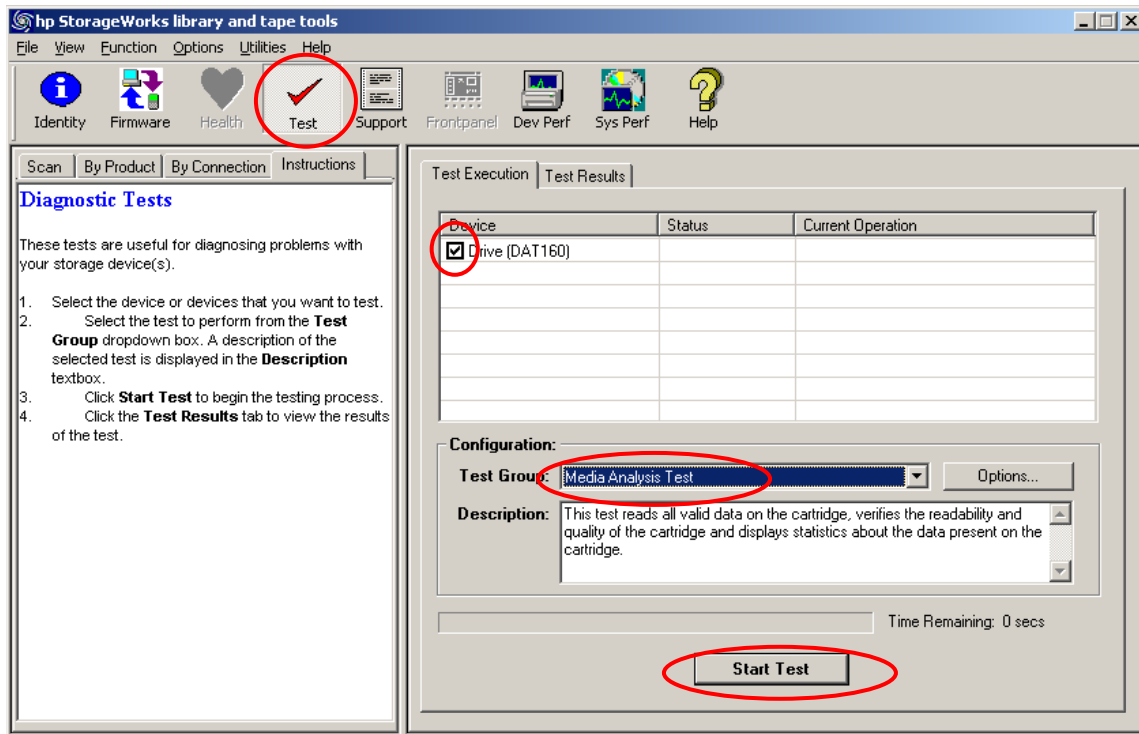 hp StorageWorks library and tape tools
File View Function Options Utilities Help
Identity Firmware Health Test Support Frontpanel Dev Perf Sys Perf Help
Scan By Product By Connection Instructions
Diagnostic Tests
These tests are useful for diagnosing problems with
your storage device(s).
1. Select the device or devices that you want to test.
2. Select the test to perform from the Test
Group dropdown box. A description of the
selected test is displayed in the Description
textbox.
3. Click Start Test to begin the testing process.
4. Click the Test Results tab to view the results
of the test.
Test Execution Test Results
Device Status Current Operation
Drive (DAT160)
Configuration:
Test Group: Media Analysis Test Options...
Description: This test reads all valid data on the cartridge, verifies the readability and
quality of the cartridge and displays statistics about the data present on the
cartridge.
Time Remaining: 0 secs
Start Test